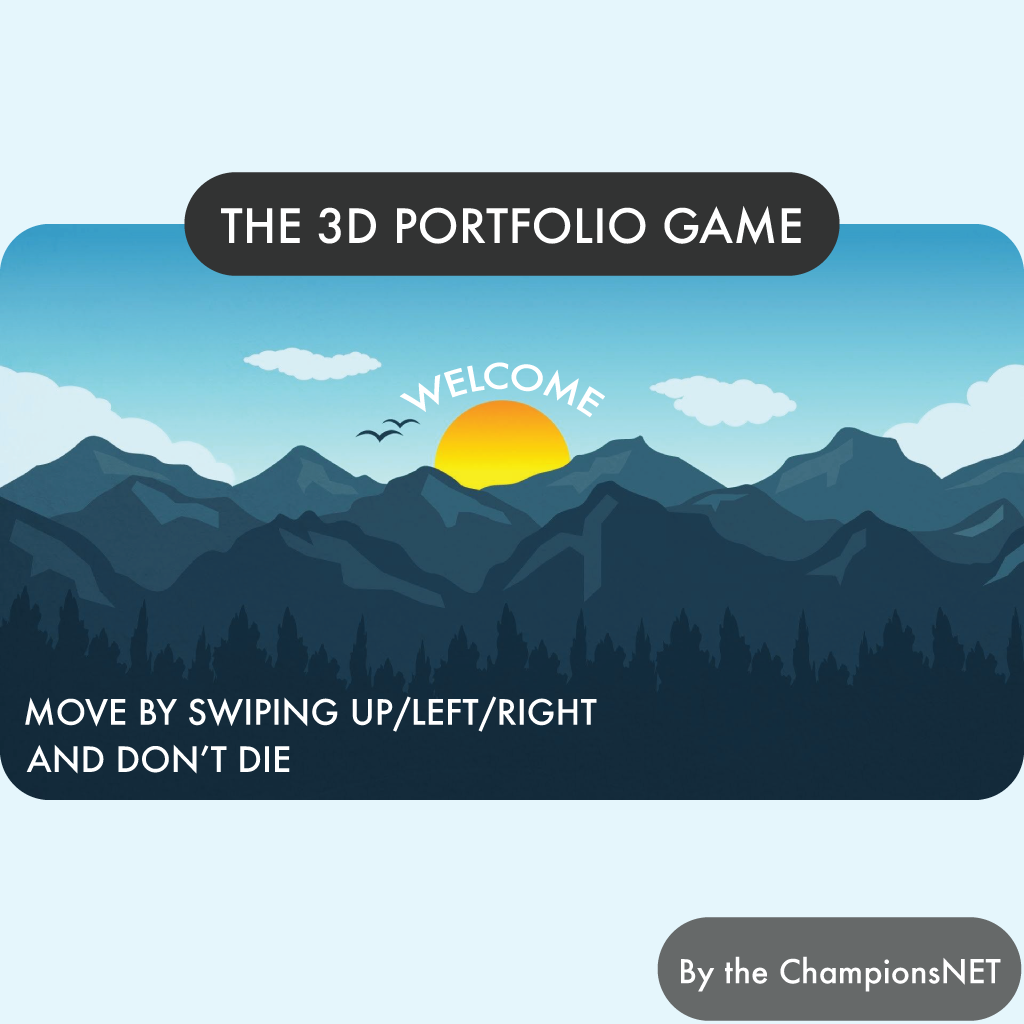 THE 3D PORTFOLIO GAME
WELCOME
MOVE BY SWIPING UP/LEFT/RIGHT
AND DON’T DIE
By the ChampionsNET